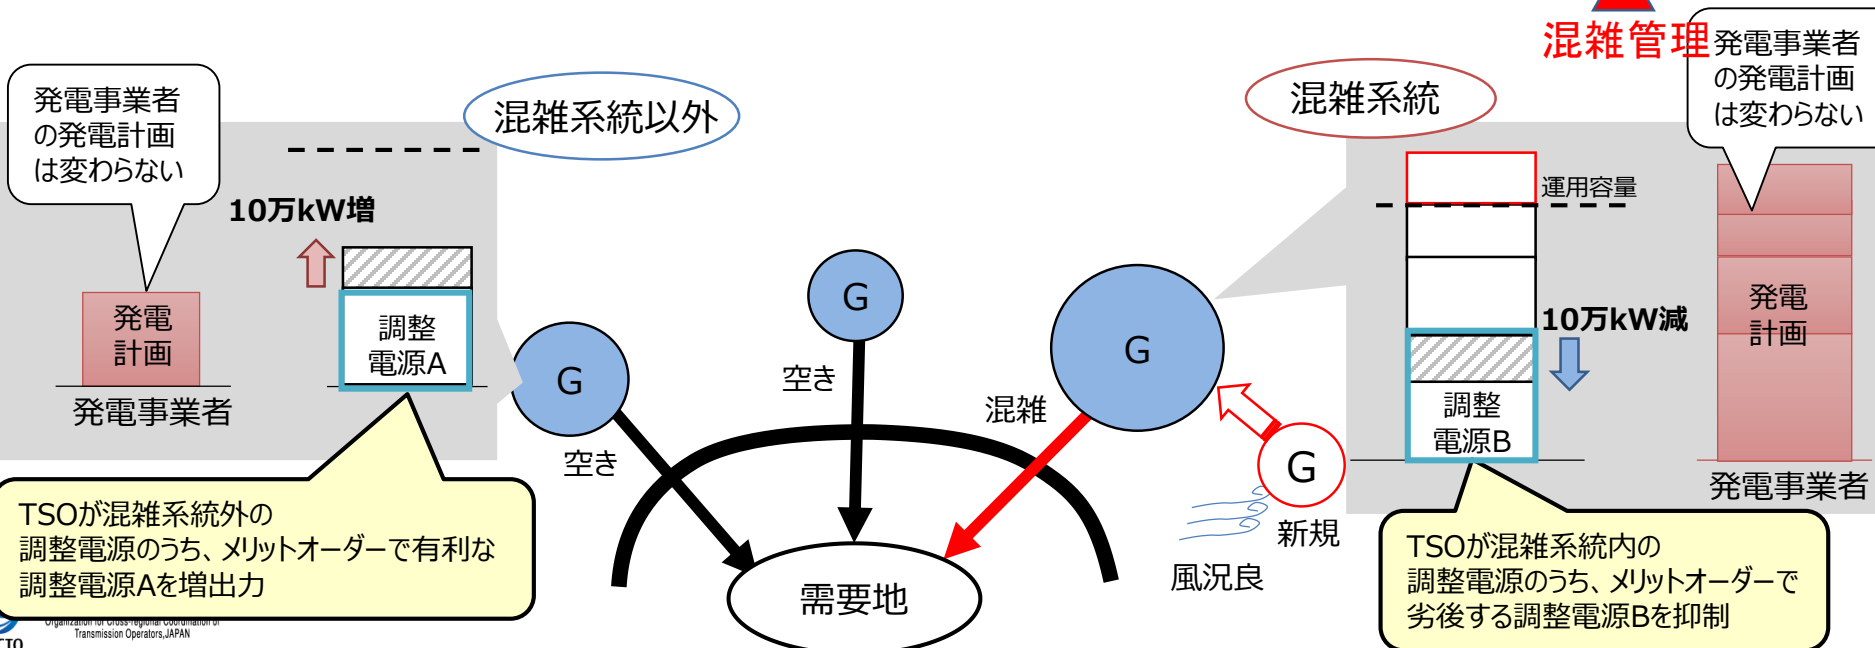 混雑管理
発電事業者
の発電計画
は変わらない
混雑系統以外
10万kW増
調整
電源A
発電
計画
発電事業者
TSOが混雑系統外の
調整電源のうち、メリットオーダーで有利な
調整電源Aを増出力
G
空き
G
空き
G
混雑
需要地
G
新規
風況良
混雑系統
発電事業者
の発電計画
は変わらない
運用容量
10万kW減
調整
電源B
発電
計画
発電事業者
TSOが混雑系統内の
調整電源のうち、メリットオーダーで
劣後する調整電源Bを抑制
Organization for Cross-regional Coordination of
Transmission Operators,JAPAN